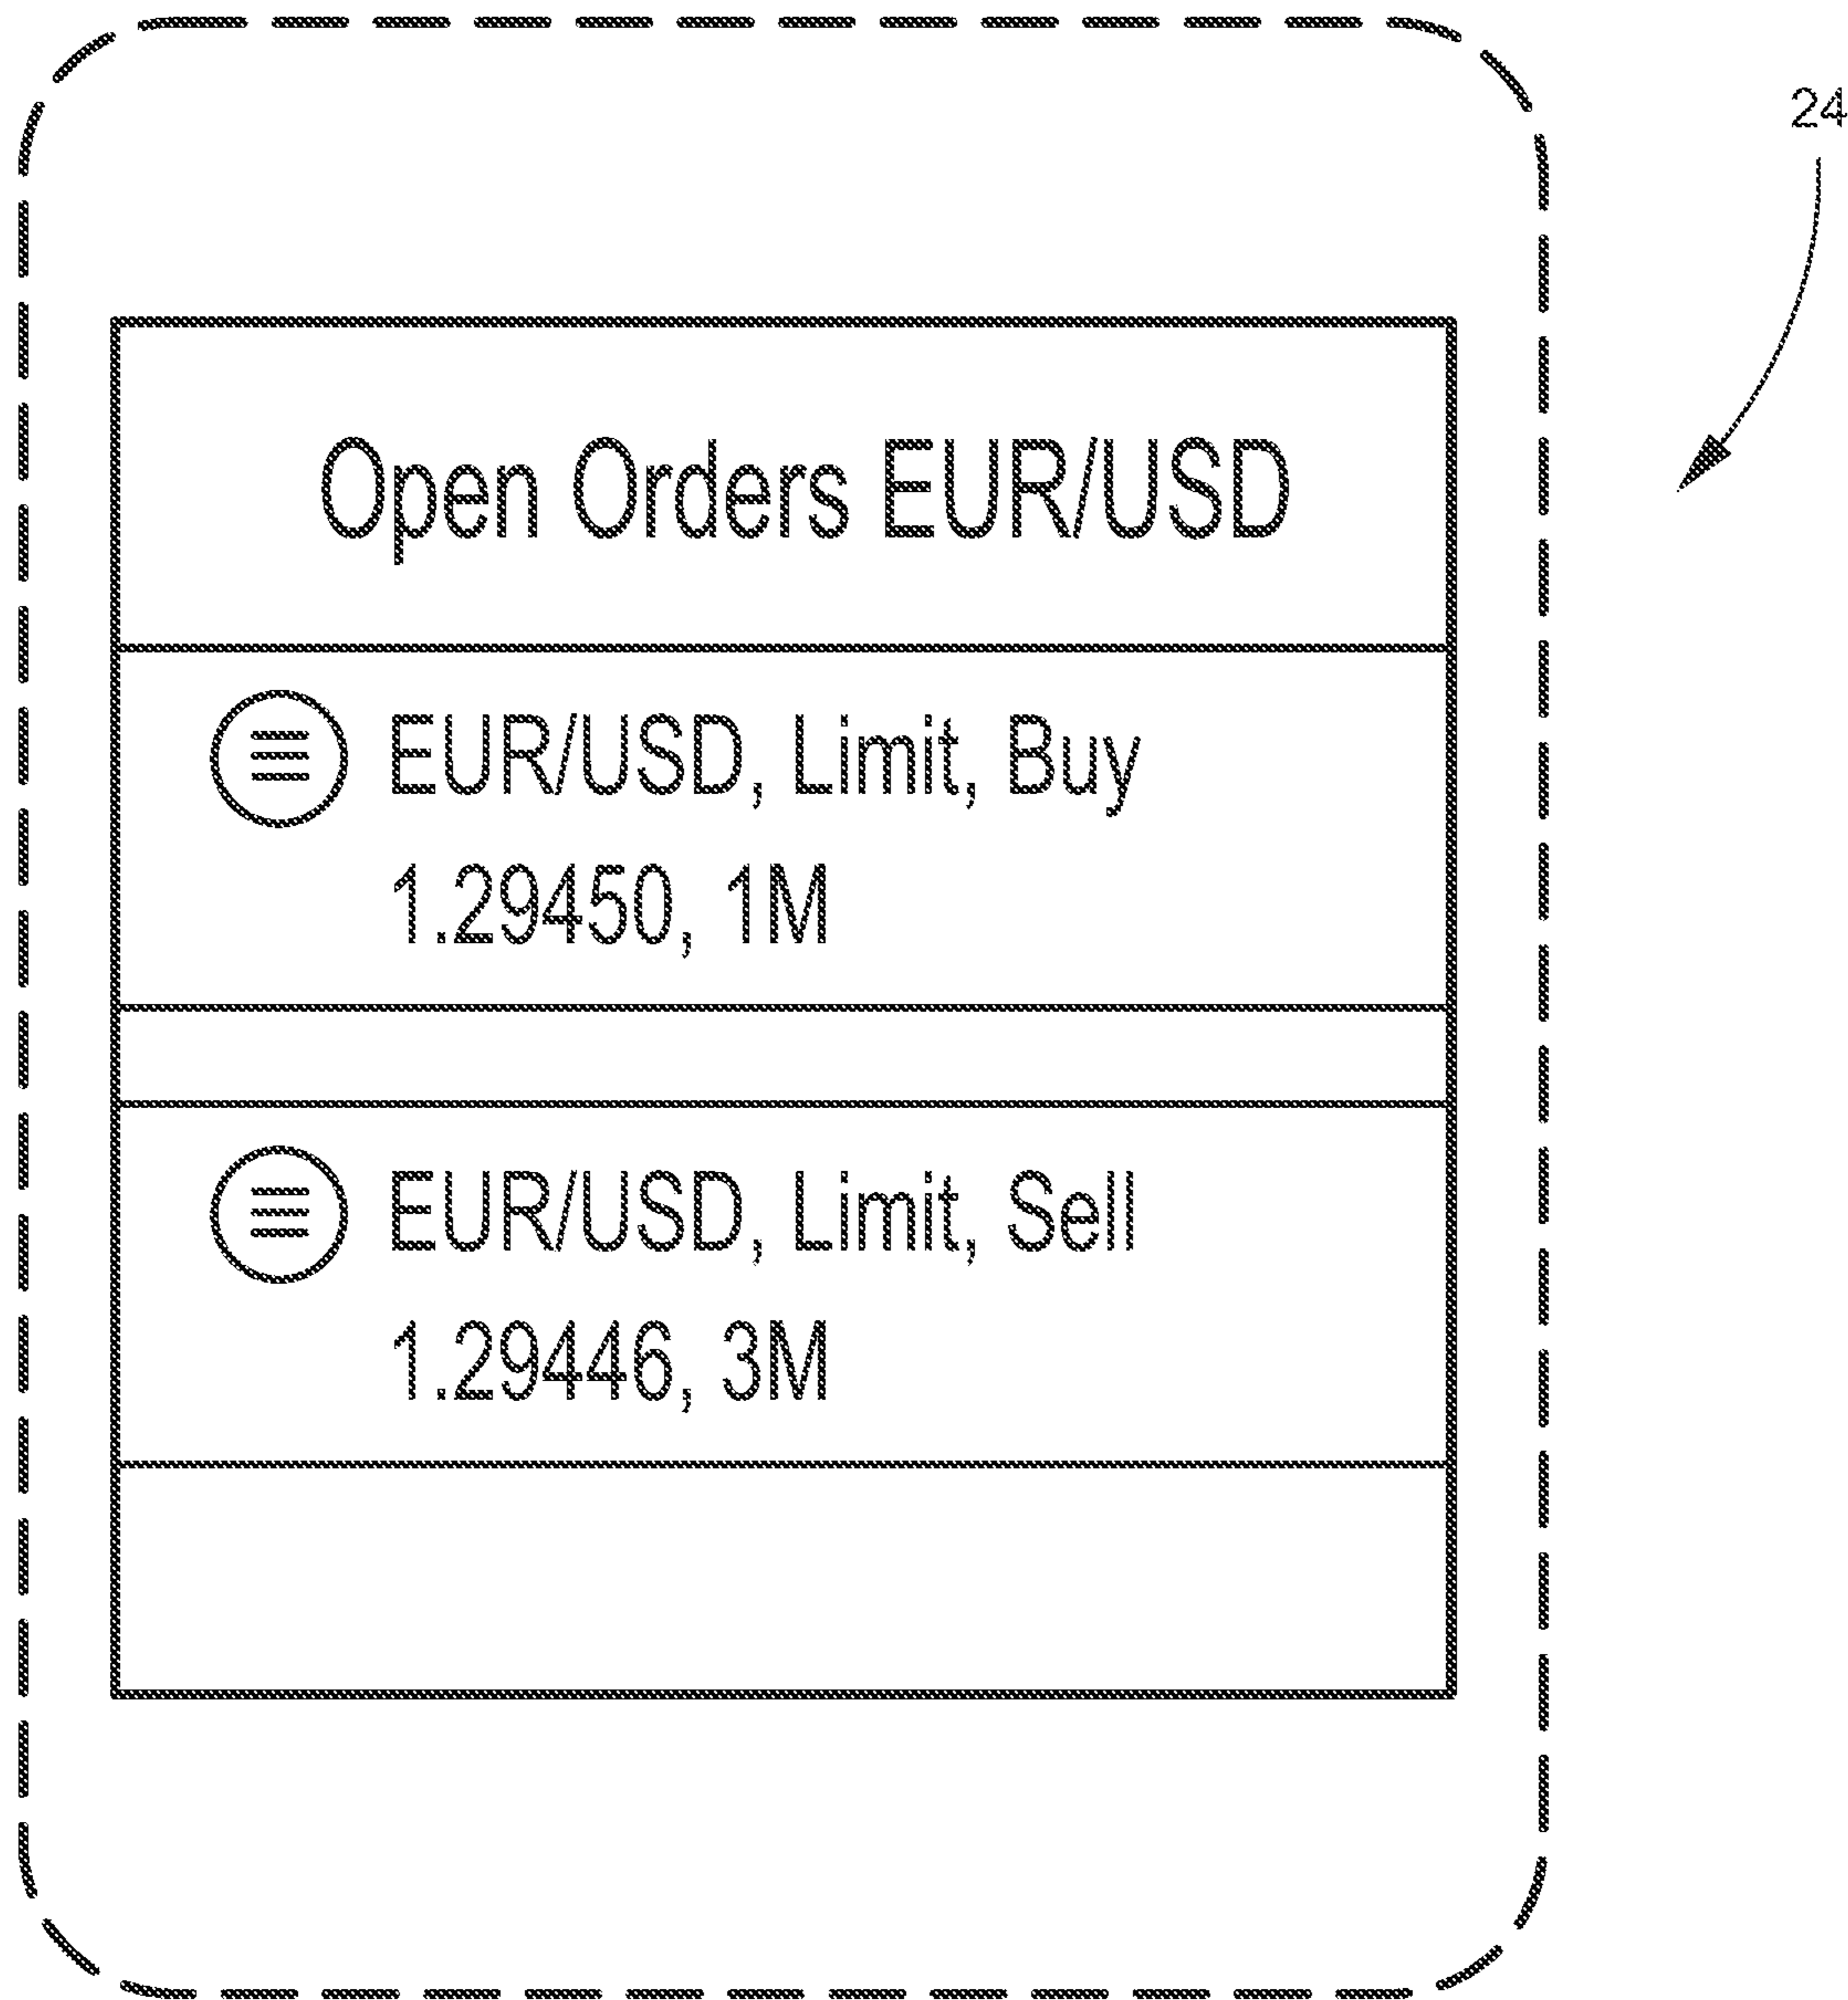 24
Open Orders EUR/USD
EUR/USD, Limit, Buy
1.29450, 1M
EUR/USD, Limit, Sell
1.29446, 3M